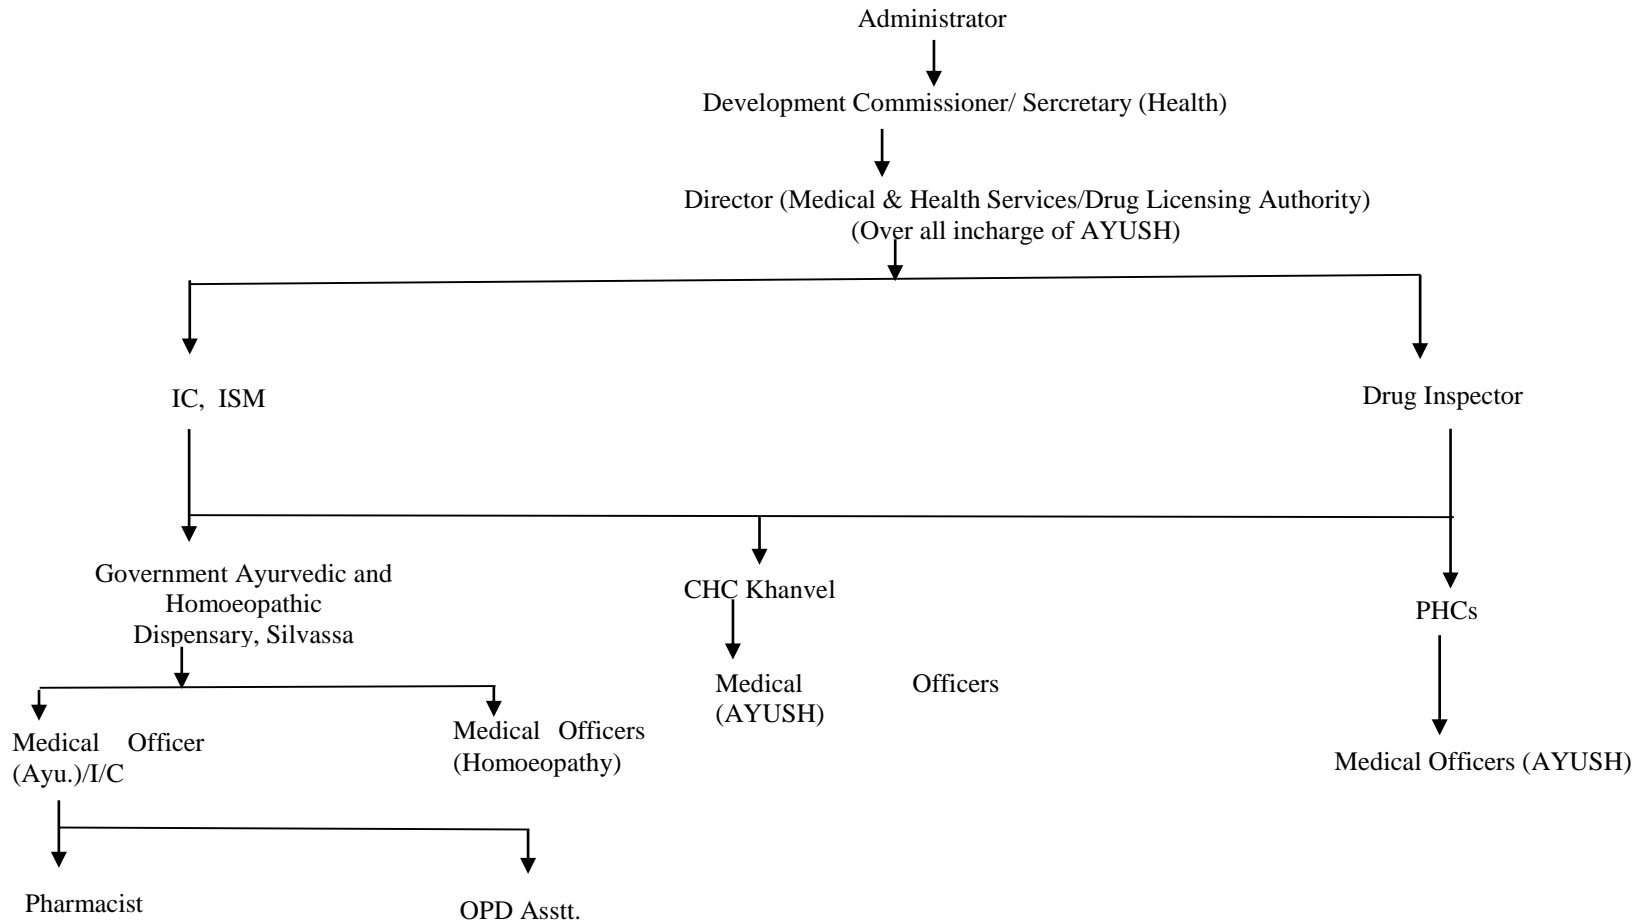 Administrator
Development Commissioner/ Sercretary (Health)
Director (Medical & Health Services/Drug Licensing Authority)
(Over all incharge of AYUSH)
IC, ISM
Drug Inspector
Government Ayurvedic and
Homoeopathic
Dispensary, Silvassa
CHC Khanvel
PHCs
Medical Officers
(AYUSH)
Medical Officer
(Ayu.)/I/C
Medical Officers
(Homoeopathy)
Medical Officers (AYUSH)
Pharmacist
OPD Asstt.